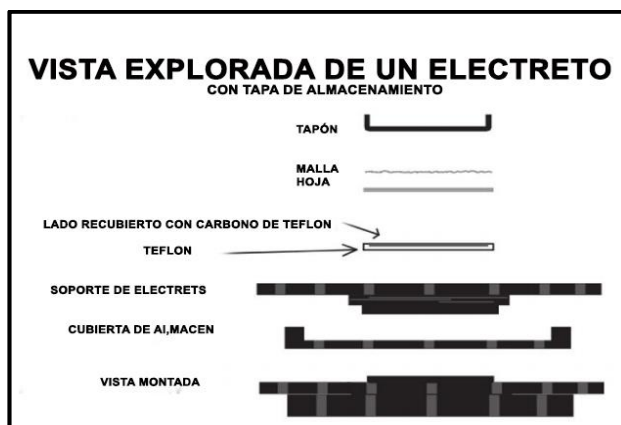 VISTA EXPLORADA DE UN ELECTRETO
CON TAPA DE ALMACENAMIENTO
TAPÓN
MALLA
HOJA
LADO RECUBIERTO CON CARBONO DE TEFLON
TEFLON
SOPORTE DE ELECTRETS
CUBIERTA DE AI,MACEN
VISTA MONTADA